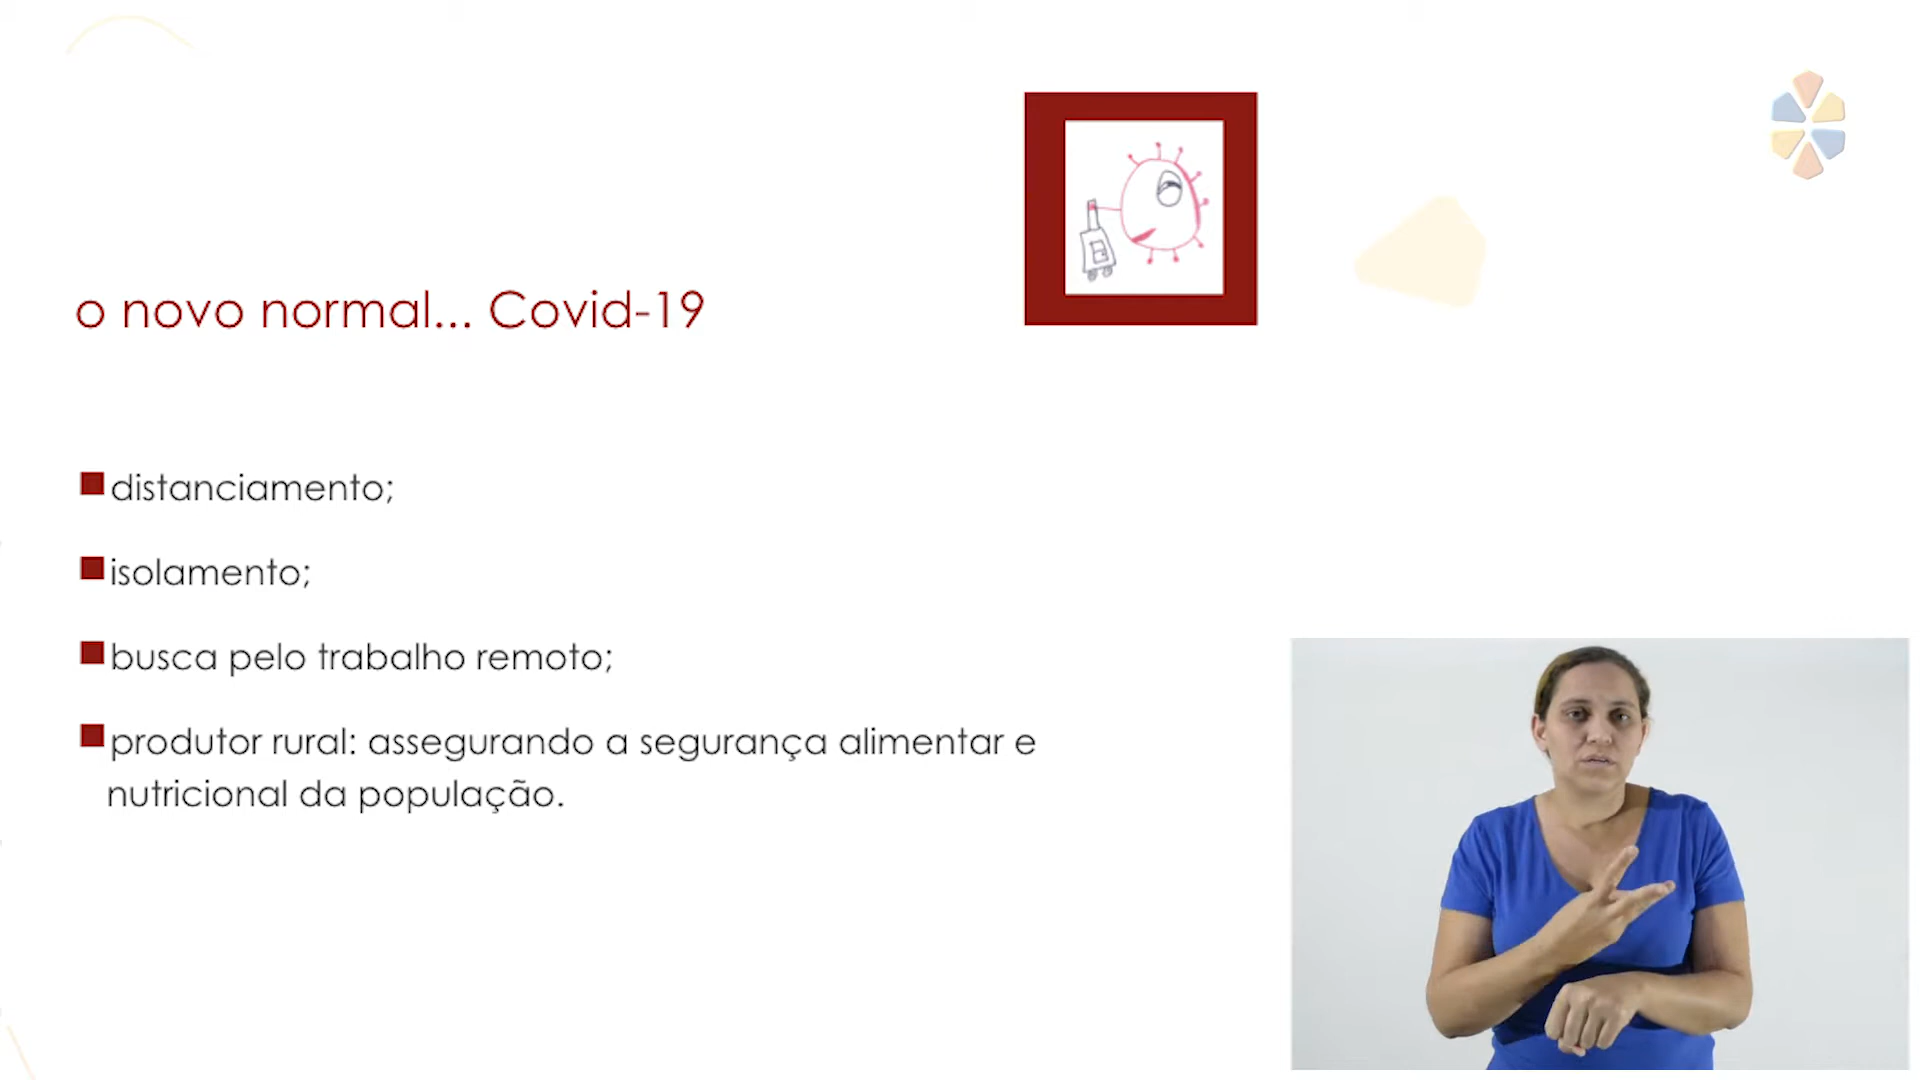 o novo normal... Covid-19
distanciamento;
isolamento;
busca pelo trabalho remoto;
produtor rural: assegurando a segurança alimentar e
nutricional da população.